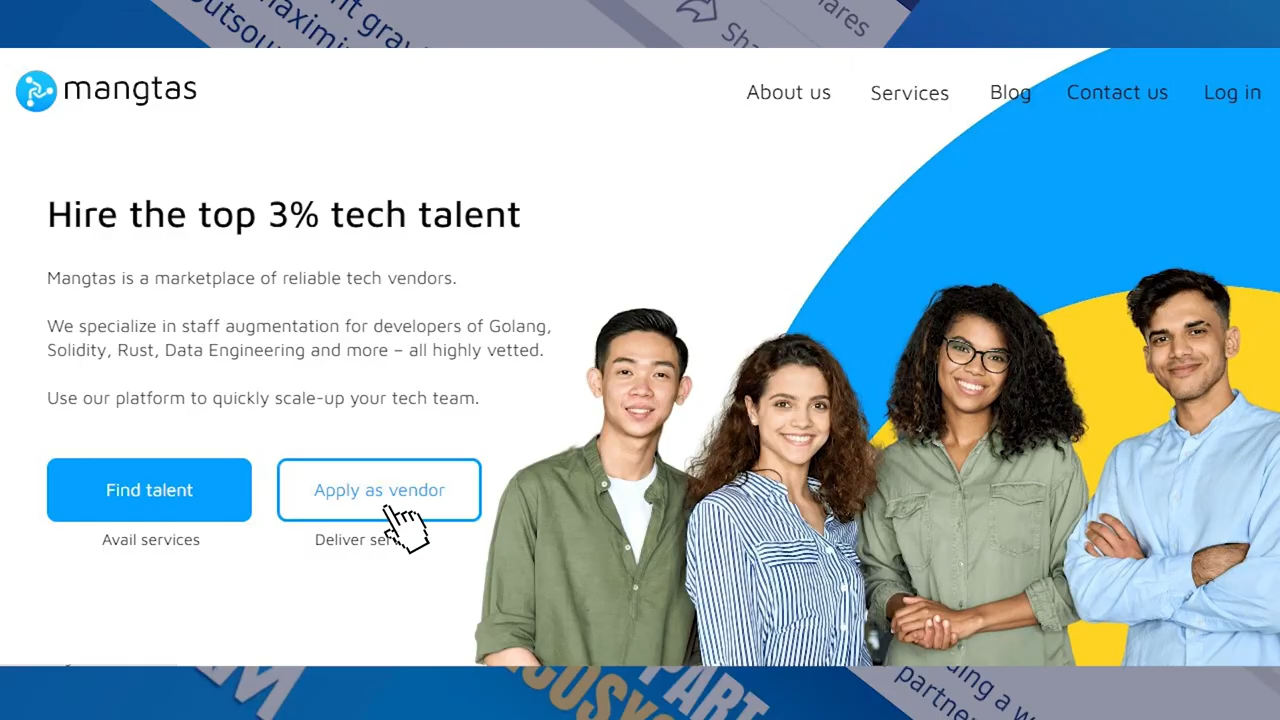 Shares
mangtas
About us
Services
Blog
Contact us
Log in
Hire the top 3% tech talent
Mangtas is a marketplace of reliable tech vendors.
We specialize in staff augmentation for developers of Golang,
Solidity, Rust, Data Engineering and more – all highly vetted.
Use our platform to quickly scale-up your tech team.
Find talent
Apply as vendor
Avail services
Deliver
PART